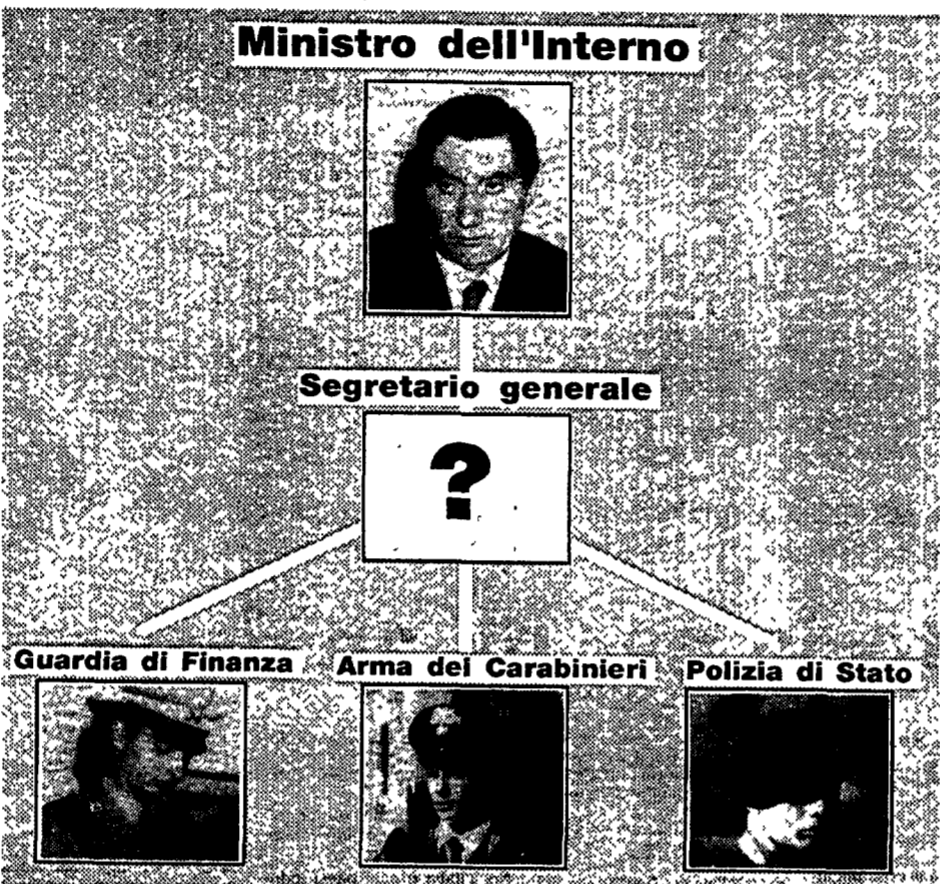 Ministro dell'Interno
Segretario generale
?
Guardia di Finanza
Arma dei Carabinieri
Polizia di Stato